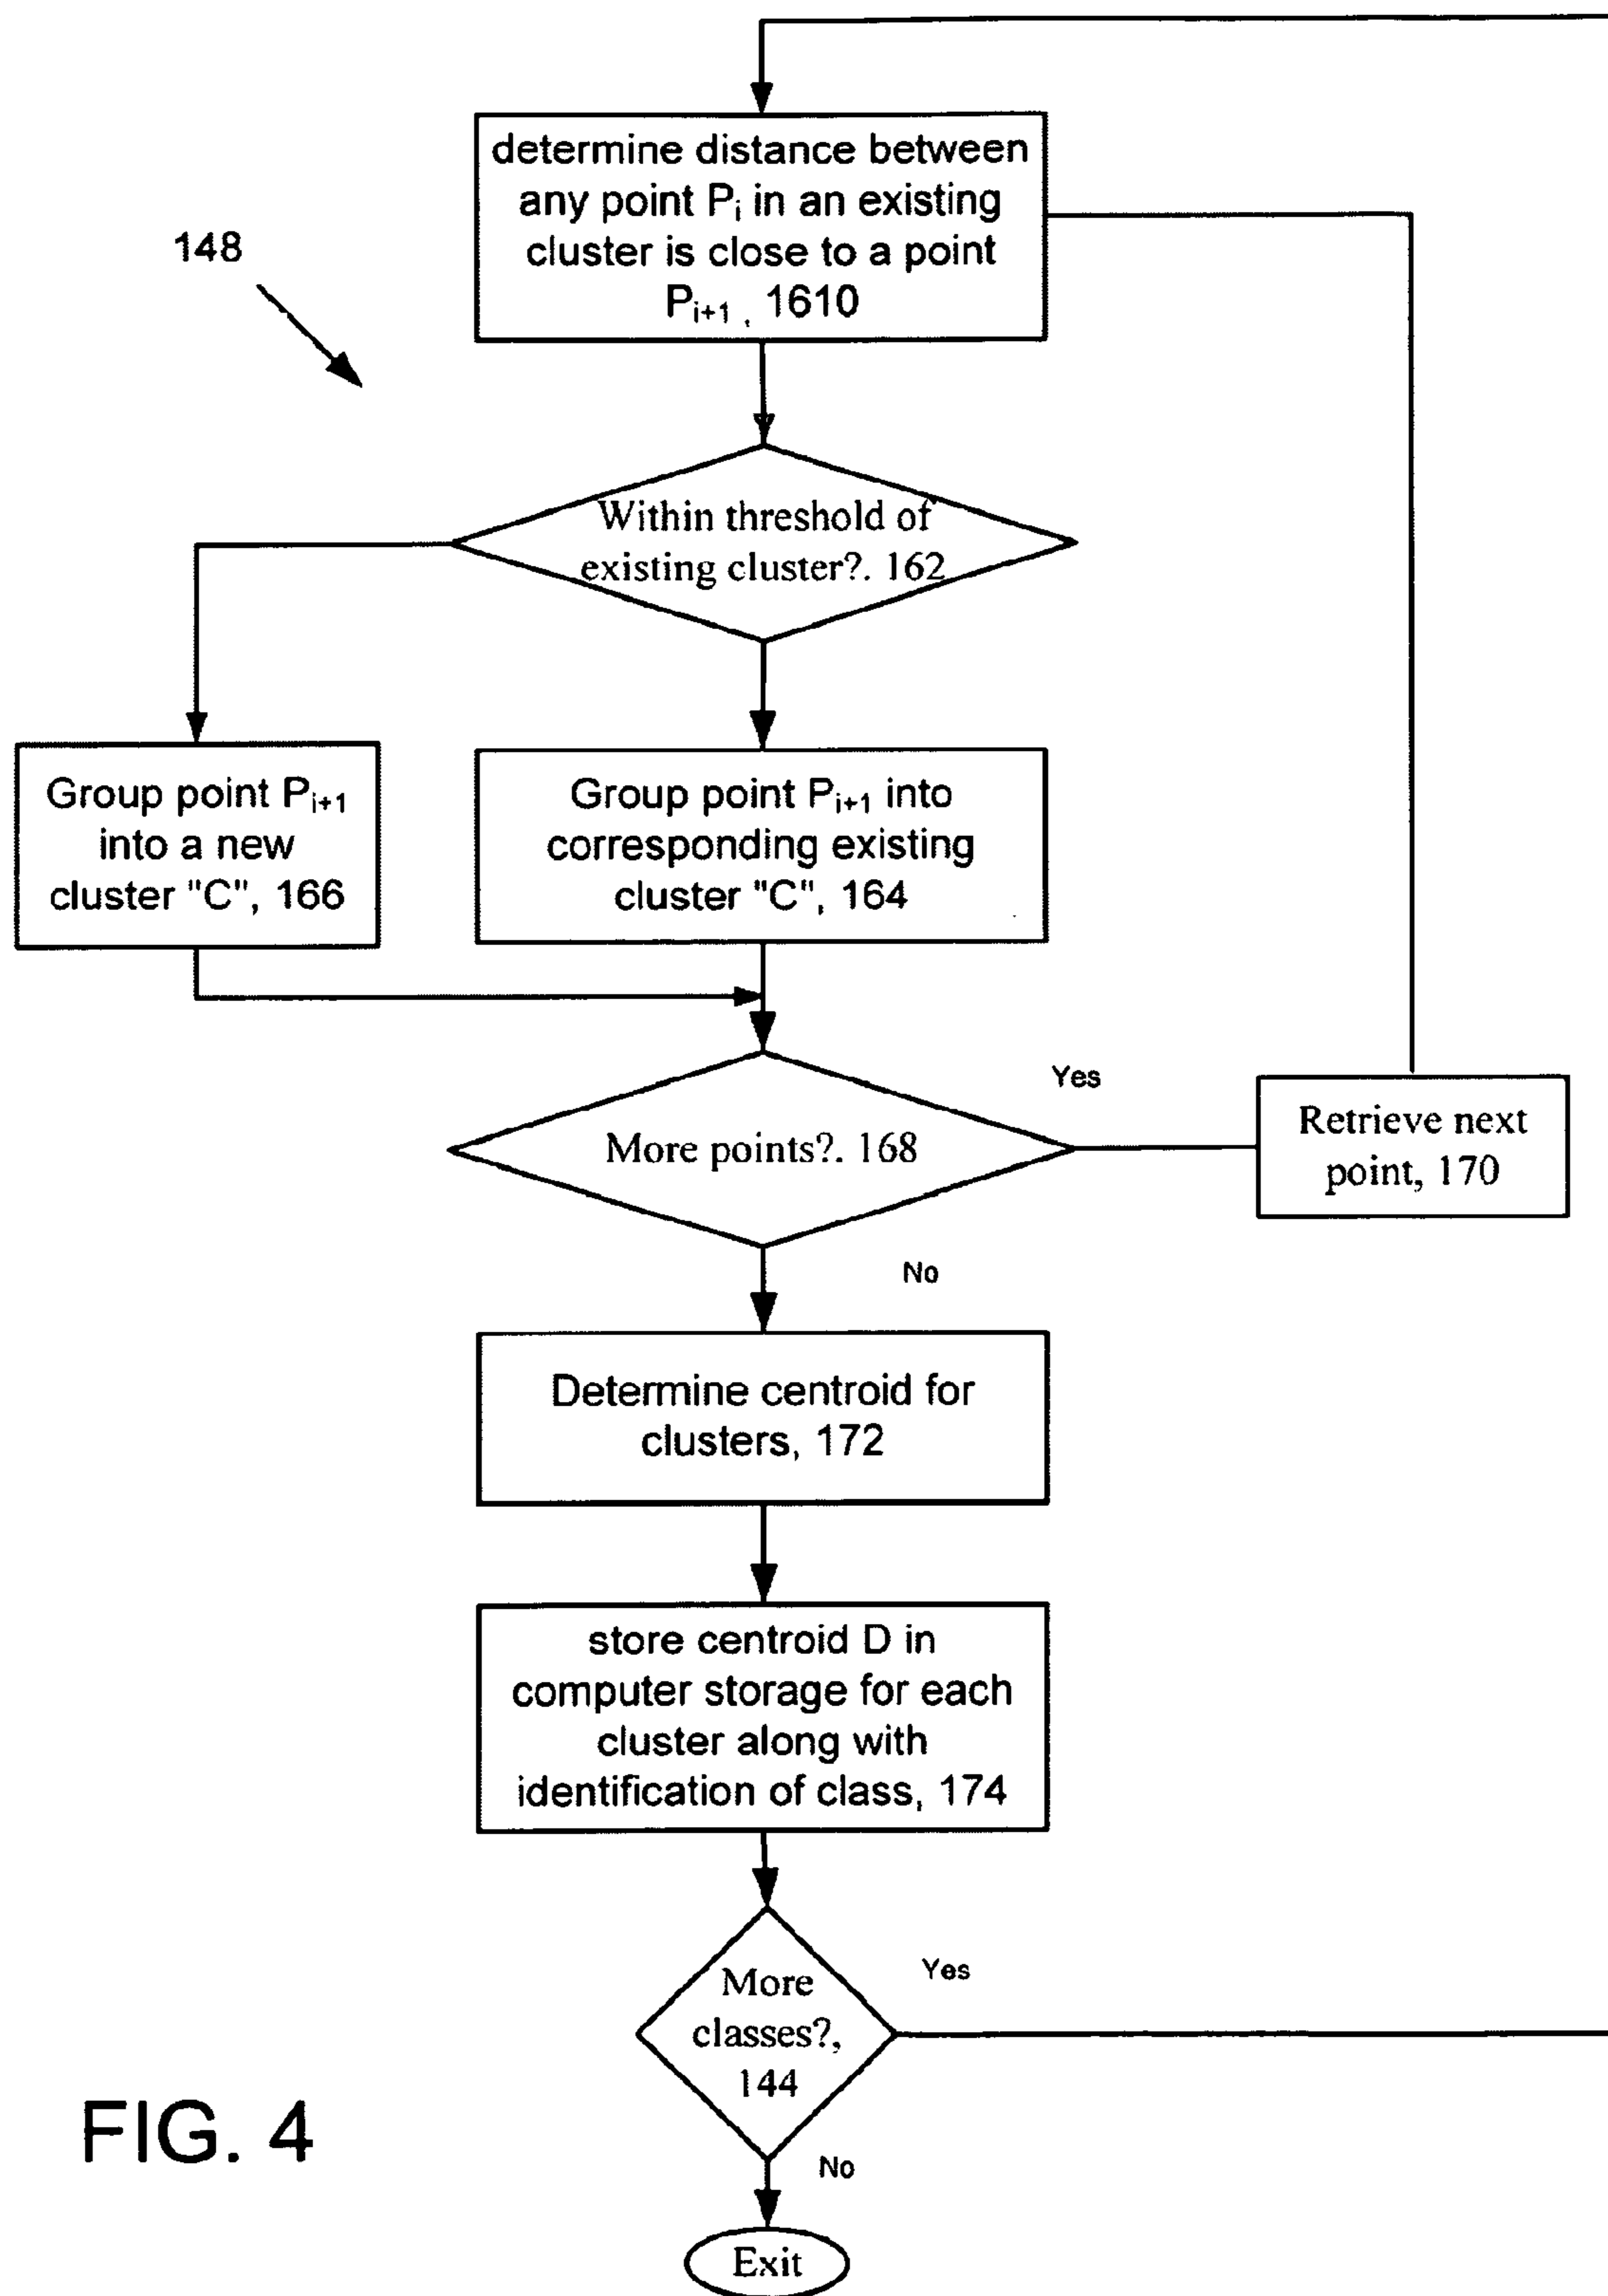 determine distance between
any point Pi in an existing
cluster is close to a point
Pi+1 , 1610
148
Within threshold of
existing cluster?. 162
Group point Pi+1
into a new
cluster "C", 166
Group point Pi+1 into
corresponding existing
cluster "C", 164
Yes
More points?. 168
Retrieve next
point, 170
No
Determine centroid for
clusters, 172
store centroid D in
computer storage for each
cluster along with
identification of class, 174
Yes
More
classes?,
144
FIG. 4
No
Exit